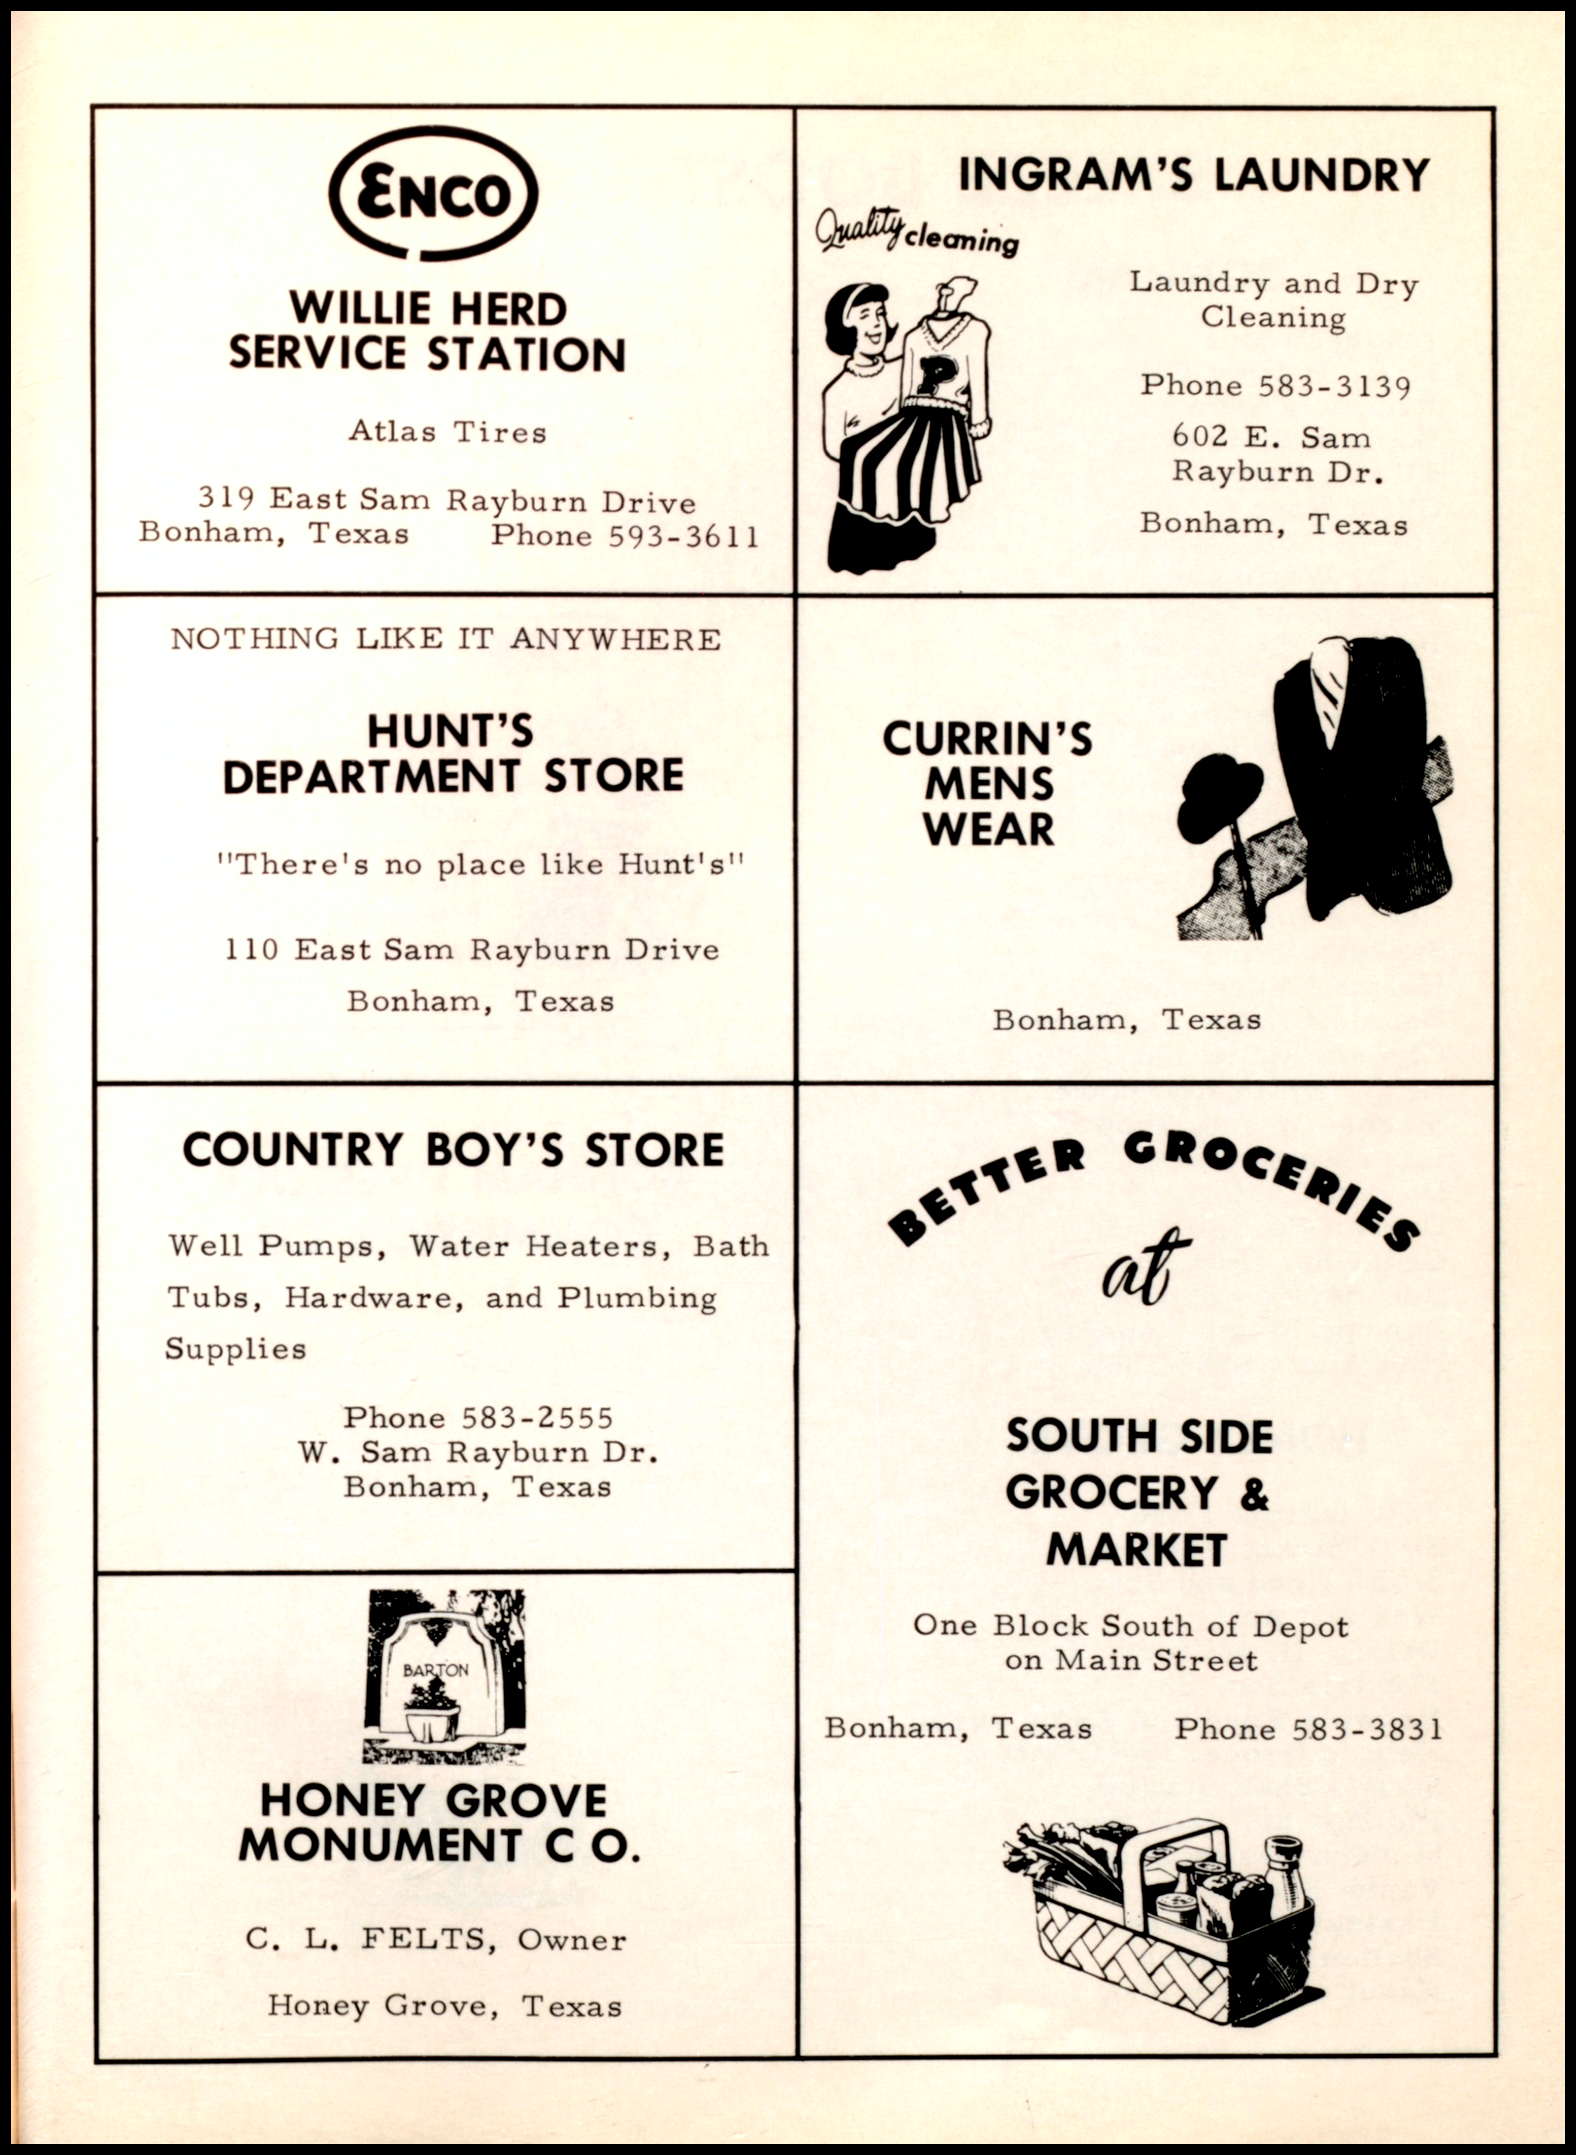 ENCO
WILLIE HERD
SERVICE STATION
Atlas Tires
319 East Sam Rayburn Drive
Bonham, Texas Phone 593-3611
INGRAM'S LAUNDRY
Quality cleaning
P
Laundry and Dry
Cleaning
Phone 583-3139
602 E. Sam
Rayburn Dr.
Bonham, Texas
NOTHING LIKE IT ANYWHERE
HUNT'S
DEPARTMENT STORE
"There's no place like Hunt's"
110 East Sam Rayburn Drive
Bonham, Texas
CURRIN'S
MENS
WEAR
Bonham, Texas
COUNTRY BOY'S STORE
Well Pumps, Water Heaters, Bath
Tubs, Hardware, and Plumbing
Supplies
Phone 583-2555
W. Sam Rayburn Dr.
Bonham, Texas
BETTER GROCERIES
at
SOUTH SIDE
GROCERY &
MARKET
One Block South of Depot
on Main Street
Bonham, Texas Phone 583-3831
BARTON
HONEY GROVE
MONUMENT C O.
C. L. FELTS, Owner
Honey Grove, Texas